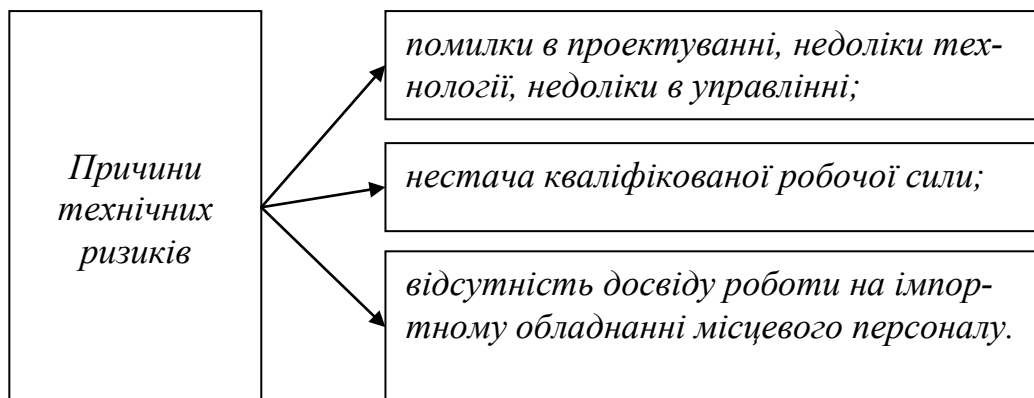 Причини
технічних
ризиків
помилки в проектуванні, недоліки тех-
нології, недоліки в управлінні;
нестача кваліфікованої робочої сили;
відсутність досвіду роботи на імпор-
тному обладнанні місцевого персоналу.